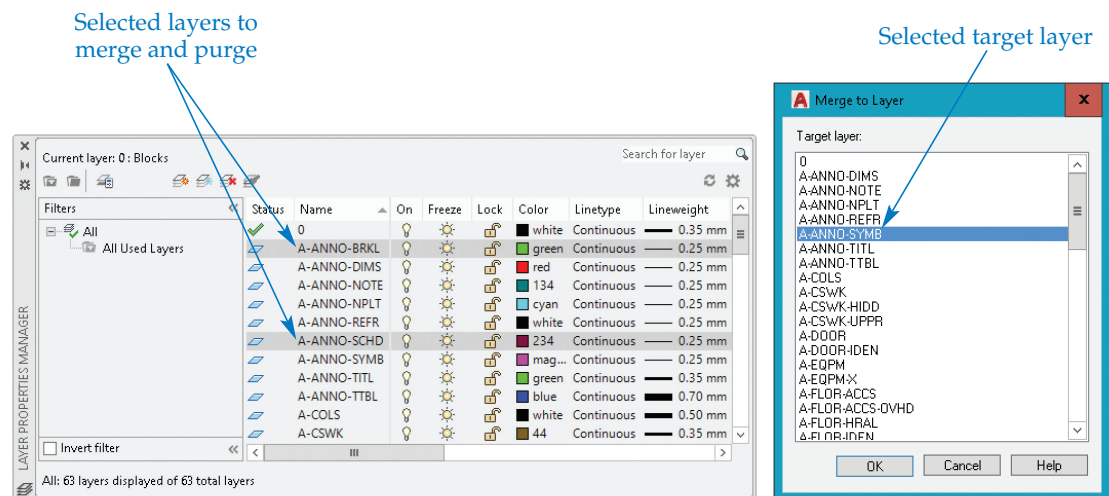 Selected layers to
merge and purge
Selected target layer
Current layer: 0 : Blocks
Search for layer
Filters
All
All Used Layers
Invert filter
LAYER PROPERTIES MANAGER
Status Name On Freeze Lock Color Linetype Lineweight
0 white Continuous 0.35 mm
A-ANNO-BRKL green Continuous 0.25 mm
A-ANNO-DIMS red Continuous 0.25 mm
A-ANNO-NOTE 134 Continuous 0.25 mm
A-ANNO-NPLT cyan Continuous 0.25 mm
A-ANNO-REFR white Continuous 0.25 mm
A-ANNO-SCHD 234 Continuous 0.25 mm
A-ANNO-SYMB mag... Continuous 0.25 mm
A-ANNO-TITL green Continuous 0.35 mm
A-ANNO-TTBL blue Continuous 0.70 mm
A-COLS white Continuous 0.50 mm
A-CSWK 44 Continuous 0.35 mm
All: 63 layers displayed of 63 total layers
A Merge to Layer
Target layer:
0
A-ANNO-DIMS
A-ANNO-NOTE
A-ANNO-NPLT
A-ANNO-REFR
A-ANNO-SYMB
A-ANNO-TITL
A-ANNO-TTBL
A-COLS
A-CSWK
A-CSWK-HIDD
A-CSWK-UPPR
A-DOOR
A-DOOR-IDEN
A-EQPM
A-EQPM-X
A-FLOR-ACCS
A-FLOR-ACCS-OVHD
A-FLOR-HRAL
A-FLOR-IDEN
OK Cancel Help